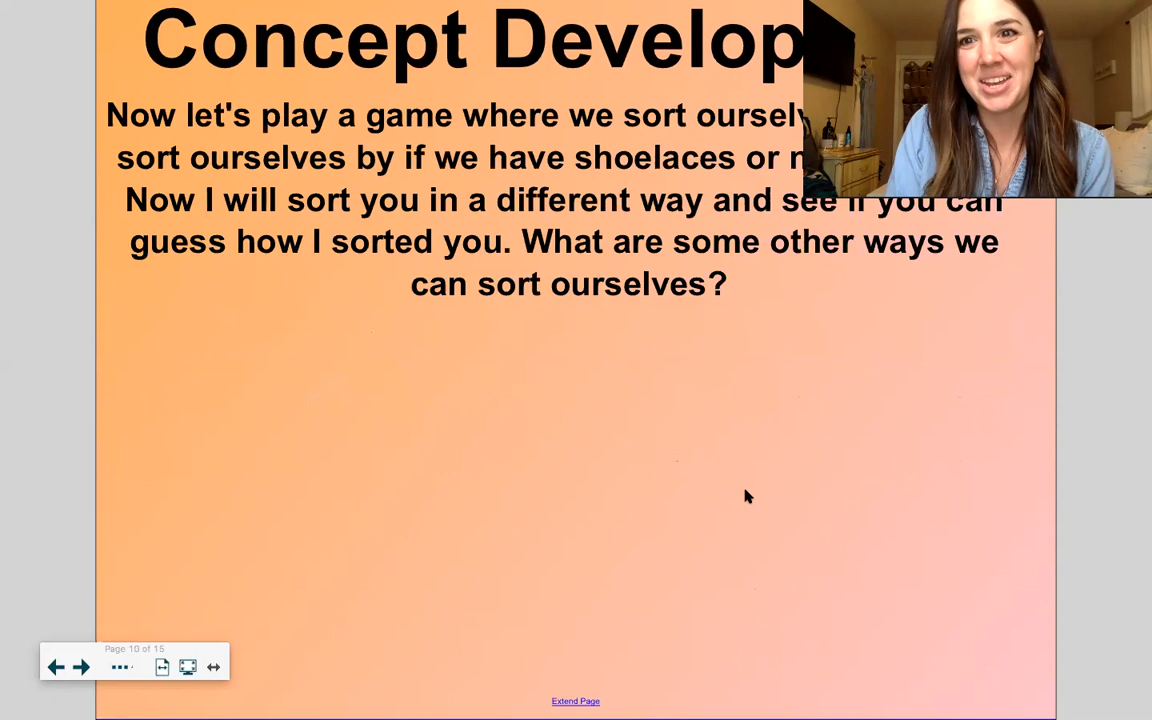 Concept Develop
Now let's play a game where we sort
sort ourselves by if we have shoelaces or
Now I will sort you in a different way and see if you can
guess how I sorted you. What are some other ways we
can sort ourselves?
Page 10 of 15
Extend Page